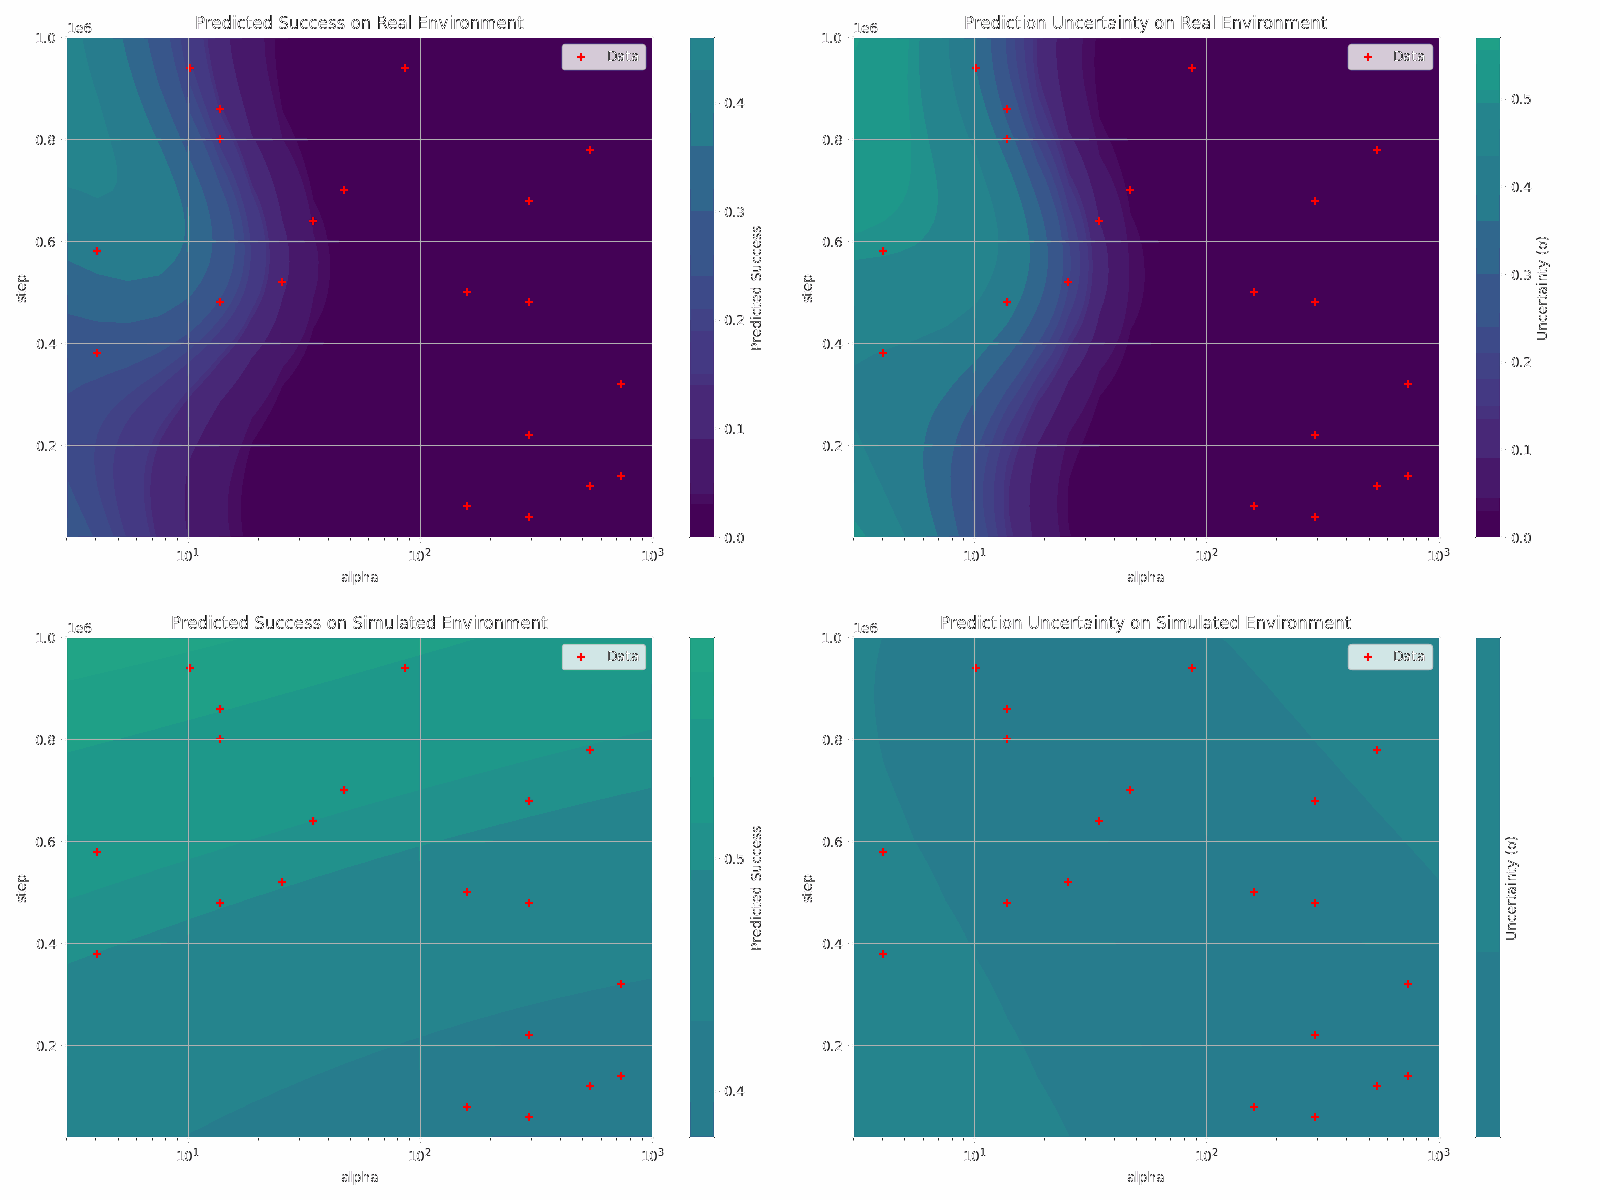 Predicted Success on Real Environment
1e6
Data
1.0
0.8
0.6
0.4
0.2
step
10¹
10²
10³
alpha
0.4
0.3
0.2
0.1
0.0
Predicted Success
Prediction Uncertainty on Real Environment
1e6
Data
1.0
0.8
0.6
0.4
0.2
step
10¹
10²
10³
alpha
0.5
0.4
0.3
0.2
0.1
0.0
Uncertainty (σ)
Predicted Success on Simulated Environment
1e6
Data
1.0
0.8
0.6
0.4
0.2
step
10¹
10²
10³
alpha
0.5
0.4
Predicted Success
Prediction Uncertainty on Simulated Environment
1e6
Data
1.0
0.8
0.6
0.4
0.2
step
10¹
10²
10³
alpha
Uncertainty (σ)